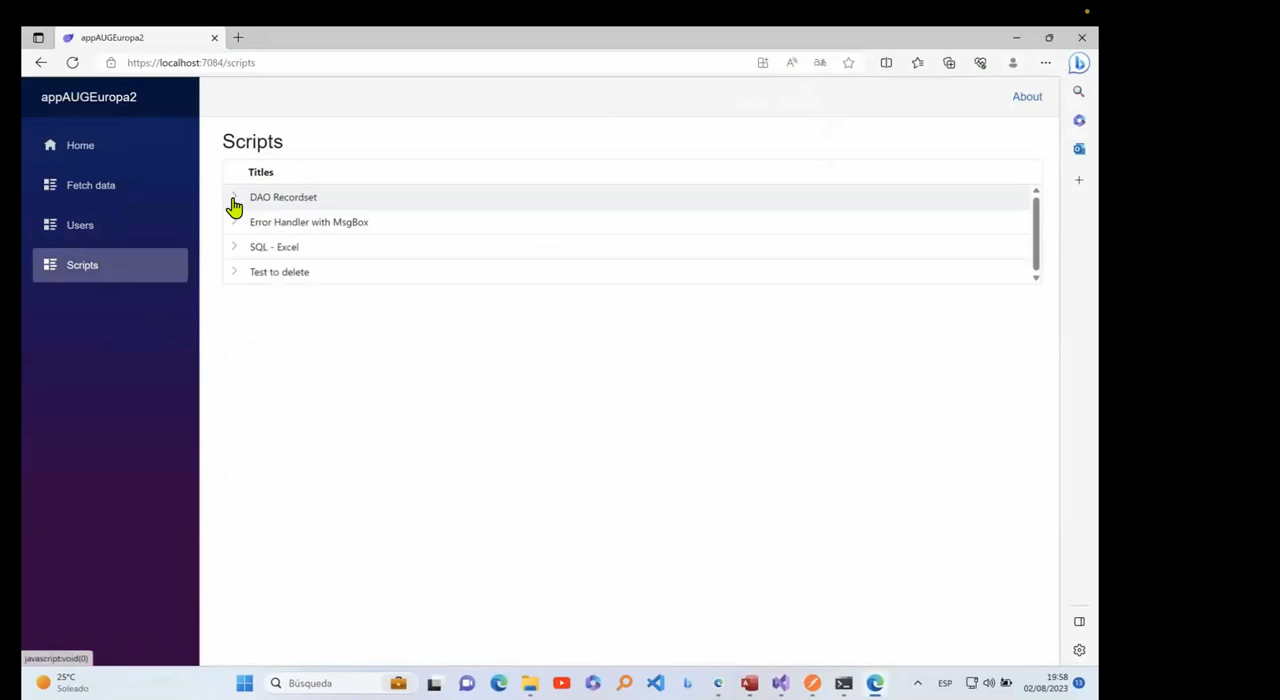 appAUGEuropa2
https://localhost:7084/scripts
appAUGEuropa2
About
Home
Fetch data
Users
Scripts
Scripts
Titles
DAO Recordset
Error Handler with MsgBox
SQL - Excel
Test to delete
javascript:void(0)
25°C
Soleado
Búsqueda
ESP
19:58
02/08/2023
13